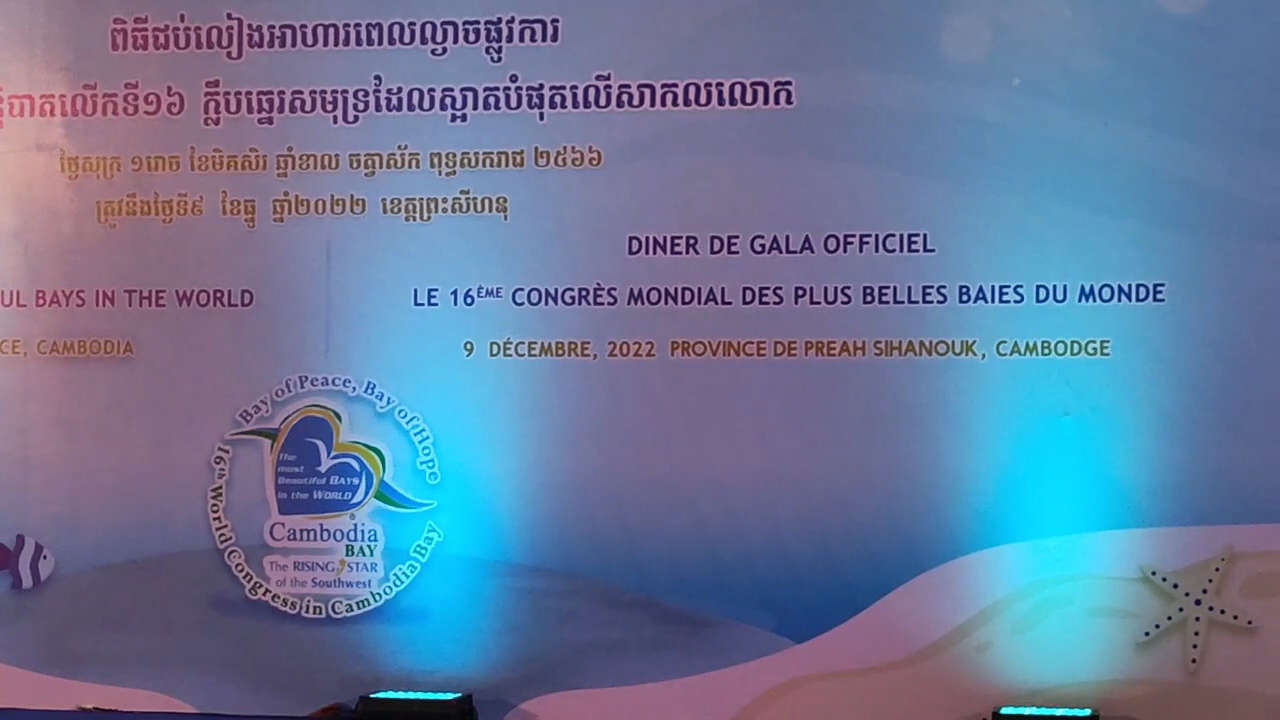 ពិធីជប់លៀងអាហារពេលល្ងាចផ្លូវការ
លើកទី១៦ ក្លឹបឆ្នេរសមុទ្រដែលស្អាតបំផុតលើសាកលលោក
ថ្ងៃសុក្រ ១រោច ខែមិគសិរ ឆ្នាំខាល ចត្វាស័ក ពុទ្ធសករាជ ២៥៦៦
ត្រូវនឹងថ្ងៃទី៩ ខែធ្នូ ឆ្នាំ២០២២ ខេត្តព្រះសីហនុ
DINER DE GALA OFFICIEL
UL BAYS IN THE WORLD
LE 16ÈME CONGRÈS MONDIAL DES PLUS BELLES BAIES DU MONDE
CE, CAMBODIA
9 DÉCEMBRE, 2022 PROVINCE DE PREAH SIHANOUK, CAMBODGE
Bay of Peace, Bay of Hope
The
most
Beautiful BAYS
in the WORLD
Cambodia
BAY
The RISING STAR
of the Southwest
16th World Congress in Cambodia Bay